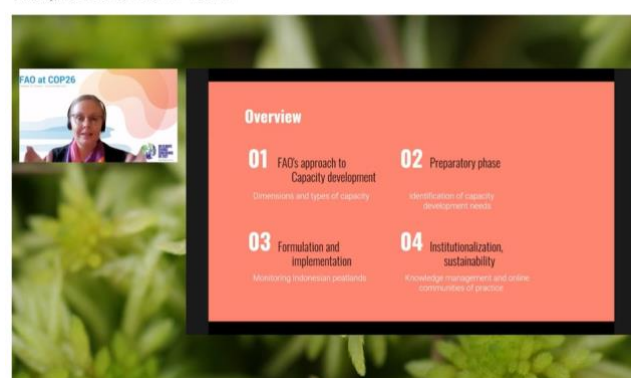 FAO at COP26
Overview
01 FAO's approach to
Capacity development
Dimensions and types of capacity
02 Preparatory phase
Identification of capacity
development needs
03 Formulation and
implementation
Monitoring Indonesian peatlands
04 Institutionalization,
sustainability
Knowledge management and online
communities of practice